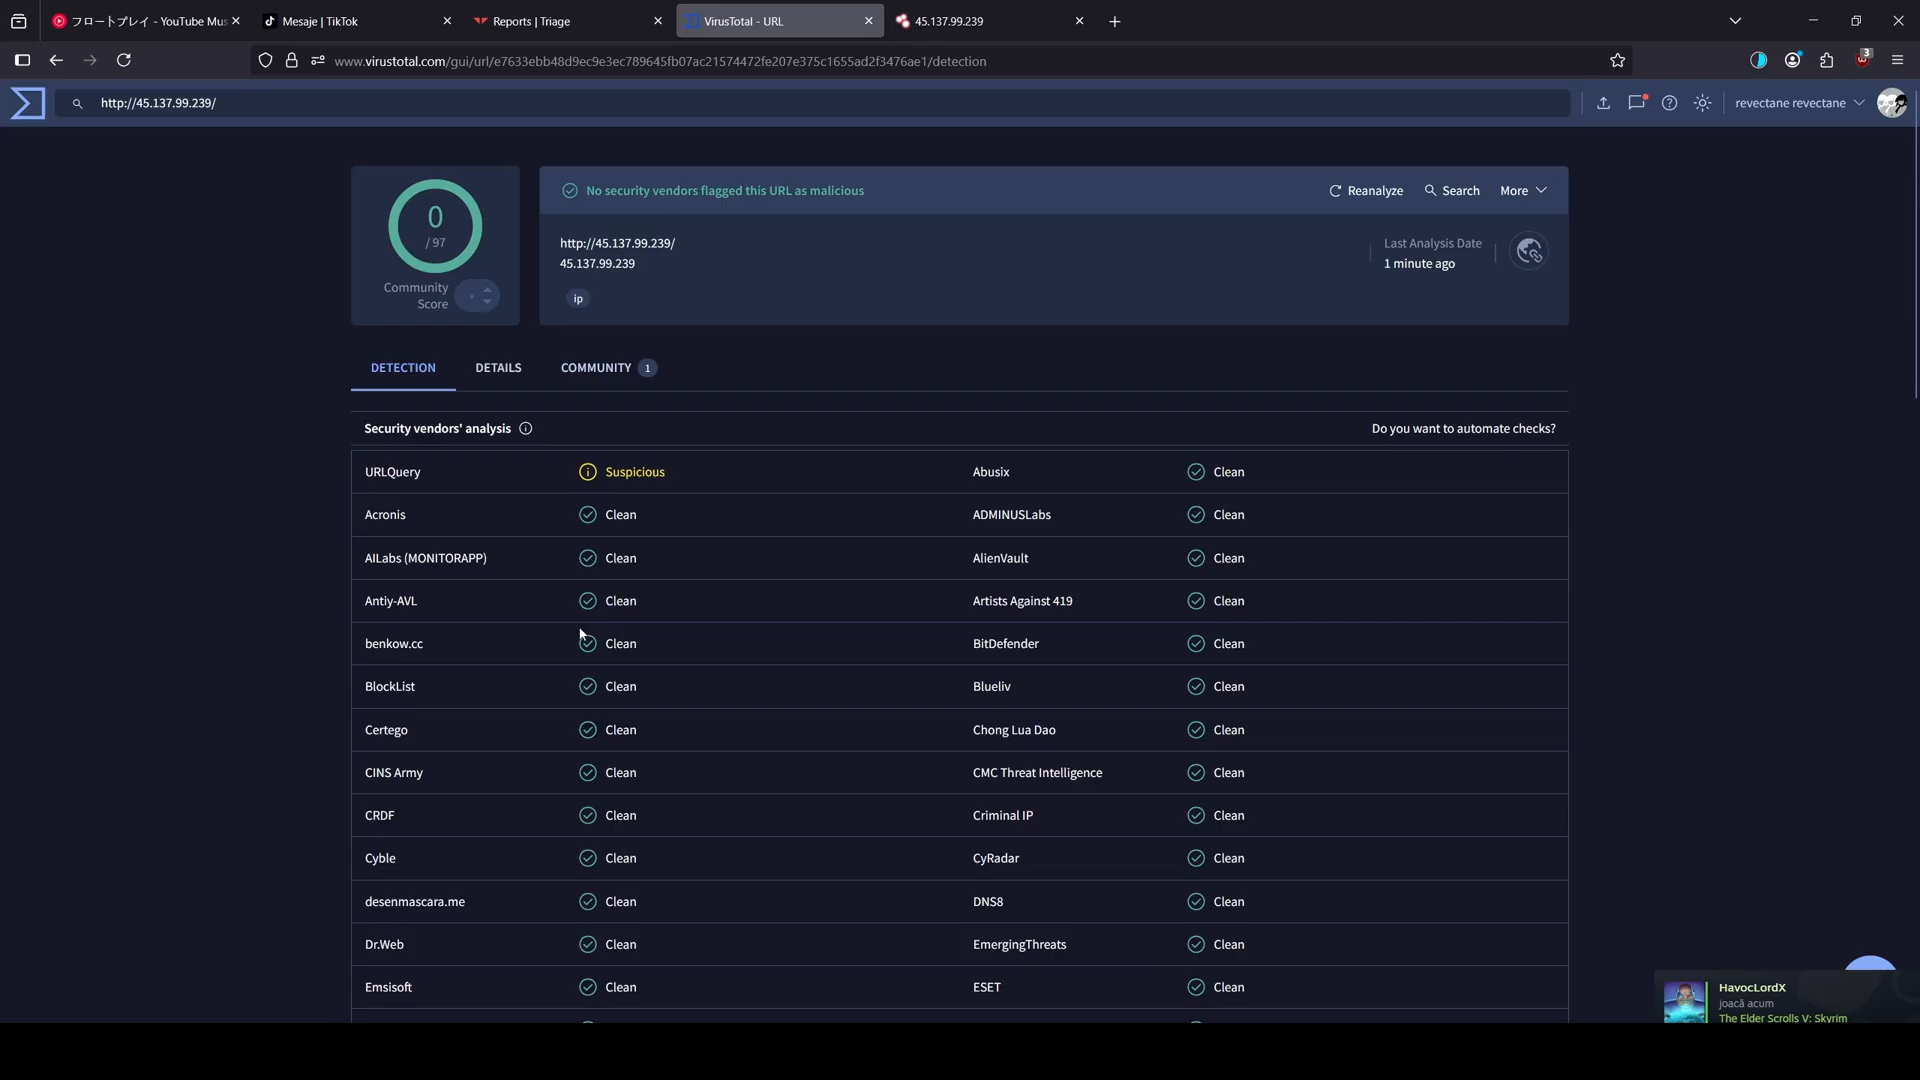 フロートプレイ - YouTube Mus
Mesaje | TikTok
Reports | Triage
VirusTotal - URL
45.137.99.239
www.virustotal.com/gui/url/e7633ebb48d9ec9e3ec789645fb07ac21574472fe207e375c1655ad2f3476ae1/detection
3
http://45.137.99.239/
revectane revectane
0
/ 97
Community
Score
No security vendors flagged this URL as malicious
Reanalyze
Search
More
http://45.137.99.239/
45.137.99.239
ip
Last Analysis Date
1 minute ago
DETECTION
DETAILS
COMMUNITY 1
Security vendors' analysis
Do you want to automate checks?
URLQuery Suspicious Abusix Clean
Acronis Clean ADMINUSLabs Clean
AILabs (MONITORAPP) Clean AlienVault Clean
Antiy-AVL Clean Artists Against 419 Clean
benkow.cc Clean BitDefender Clean
BlockList Clean Blueliv Clean
Certego Clean Chong Lua Dao Clean
CINS Army Clean CMC Threat Intelligence Clean
CRDF Clean Criminal IP Clean
Cyble Clean CyRadar Clean
desenmascara.me Clean DNS8 Clean
Dr.Web Clean EmergingThreats Clean
Emsisoft Clean ESET Clean
HavocLordX
joacă acum
The Elder Scrolls V: Skyrim